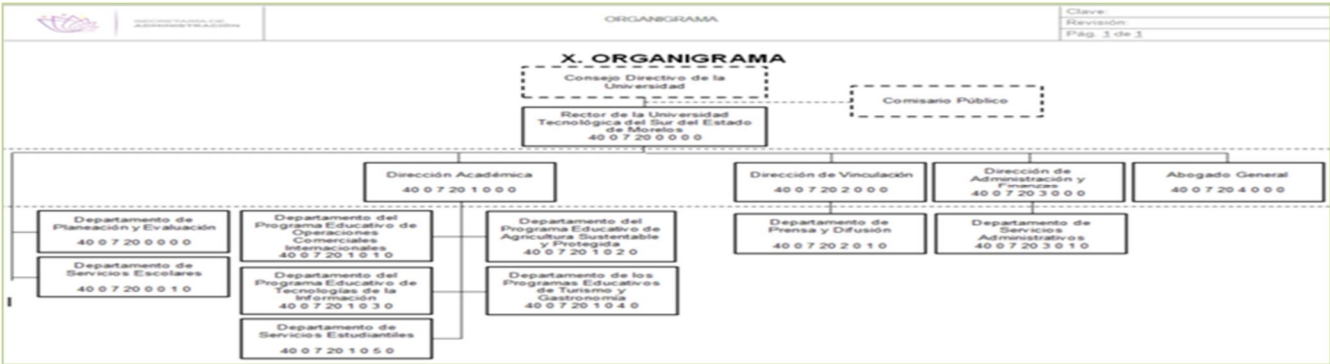 SECRETARÍA DE
ADMINISTRACIÓN
ORGANIGRAMA
Clave:
Revisión:
Pág. 1 de 1
X. ORGANIGRAMA
Consejo Directivo de la
Universidad
Comisario Público
Rector de la Universidad
Tecnológica del Sur del Estado
de Morelos
40 0 7 20 0 0 0 0
Dirección Académica
40 0 7 20 1 0 0 0
Dirección de Vinculación
40 0 7 20 2 0 0 0
Dirección de
Administración y
Finanzas
40 0 7 20 3 0 0 0
Abogado General
40 0 7 20 4 0 0 0
Departamento de
Planeación y Evaluación
40 0 7 20 0 0 0 0
Departamento del
Programa Educativo de
Operaciones
Comerciales
Internacionales
40 0 7 20 1 0 1 0
Departamento del
Programa Educativo de
Agricultura Sustentable
y Protegida
40 0 7 20 1 0 2 0
Departamento de
Prensa y Difusión
40 0 7 20 2 0 1 0
Departamento de
Servicios
Administrativos
40 0 7 20 3 0 1 0
Departamento de
Servicios Escolares
40 0 7 20 0 0 1 0
Departamento del
Programa Educativo de
Tecnologías de la
Información
40 0 7 20 1 0 3 0
Departamento de los
Programas Educativos
de Turismo y
Gastronomía
40 0 7 20 1 0 4 0
Departamento de
Servicios Estudiantiles
40 0 7 20 1 0 5 0